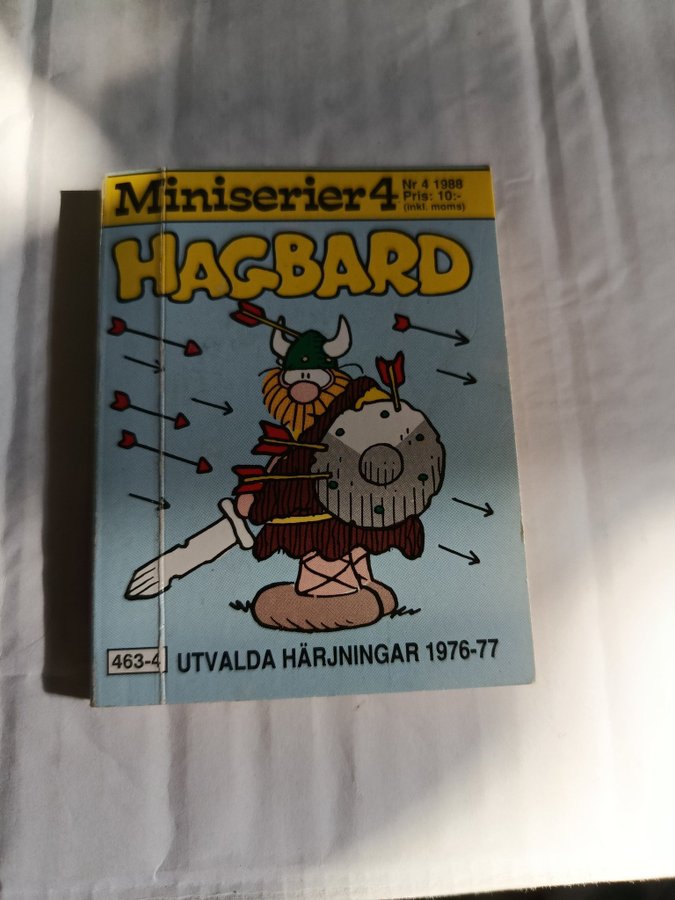 Miniserier 4
Nr 4 1988
Pris: 10:-
(inkl. moms)
HAGBARD
463-4
UTVALDA HÄRJNINGAR 1976-77